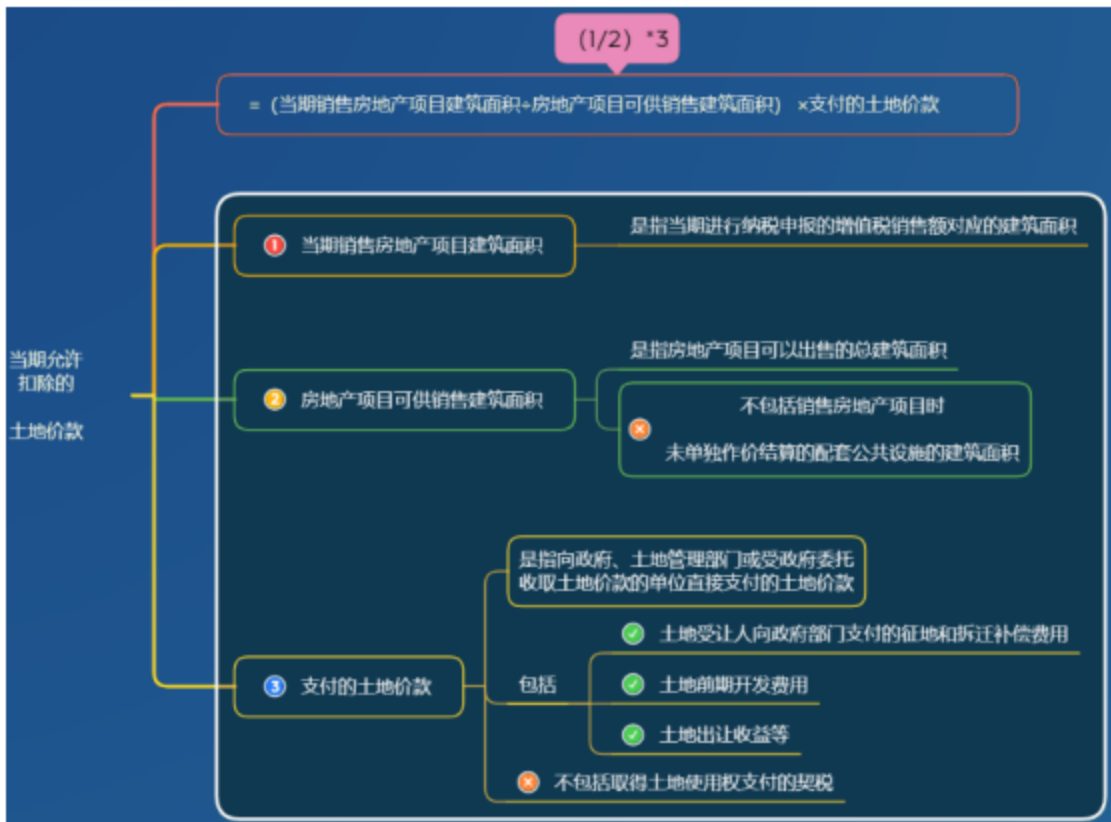 (1/2) *3
= (当期销售房地产项目建筑面积÷房地产项目可供销售建筑面积) ×支付的土地价款
当期允许
扣除的
土地价款
1 当期销售房地产项目建筑面积
是指当期进行纳税申报的增值税销售额对应的建筑面积
2 房地产项目可供销售建筑面积
是指房地产项目可以出售的总建筑面积
不包括销售房地产项目时
未单独作价结算的配套公共设施的建筑面积
3 支付的土地价款
是指向政府、土地管理部门或受政府委托
收取土地价款的单位直接支付的土地价款
包括
土地受让人向政府部门支付的征地和拆迁补偿费用
土地前期开发费用
土地出让收益等
不包括取得土地使用权支付的契税